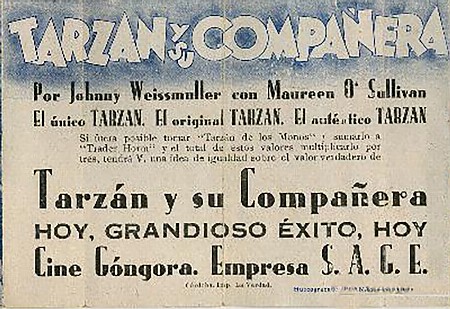 TARZAN y su COMPAÑERA
Por Johnny Weissmuller con Maureen O' Sullivan
El único TARZAN. El original TARZAN. El auténtico TARZAN
Si fuera posible tomar "Tarzán de los Monos" y sumarlo a
"Trader Horn" y el total de estos valores multiplicarlo por
tres, tendrá V. una idea de igualdad sobre el valor verdadero de
Tarzán y su Compañera
HOY, GRANDIOSO ÉXITO, HOY
Cine Góngora. Empresa S. A. G. E.
Córdoba. Imp. La Verdad.
Huecograbado